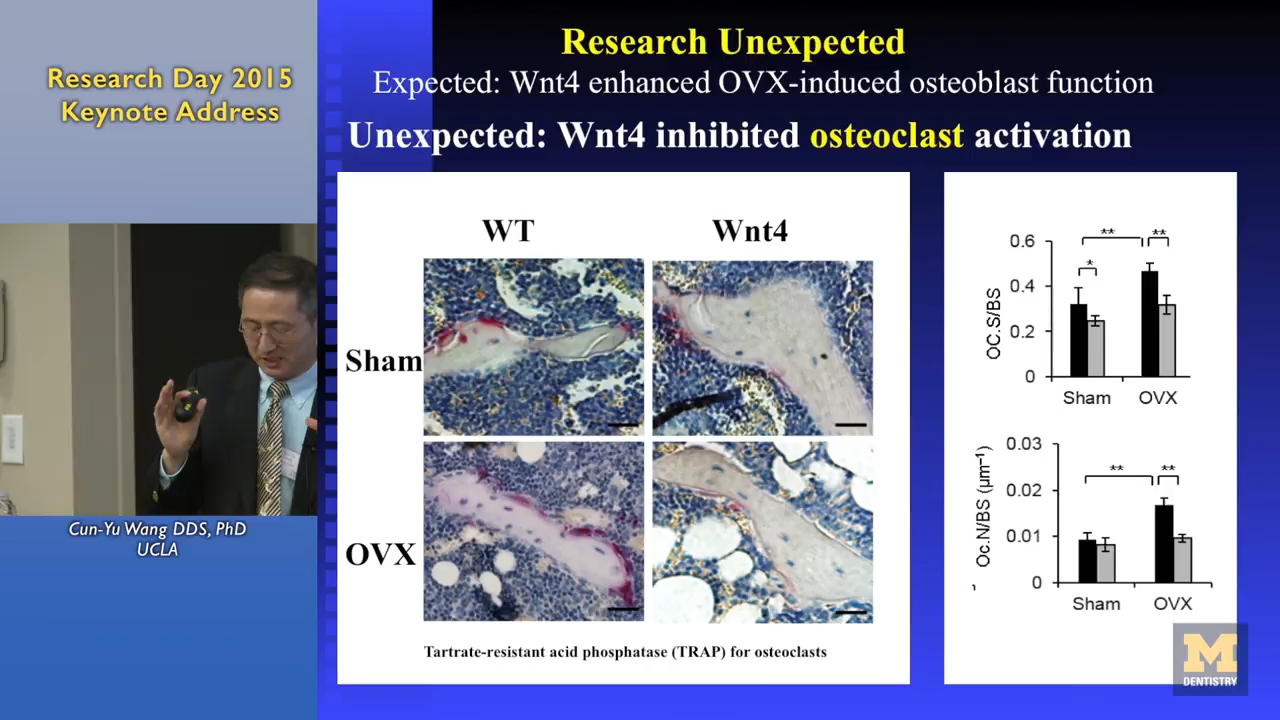 Research Day 2015
Keynote Address
Cun-Yu Wang DDS, PhD
UCLA
Research Unexpected
Expected: Wnt4 enhanced OVX-induced osteoblast function
Unexpected: Wnt4 inhibited osteoclast activation
WT
Wnt4
Sham
OVX
Tartrate-resistant acid phosphatase (TRAP) for osteoclasts
OC.S/BS
0.6
0.4
0.2
0
*
**
**
Sham
OVX
Oc.N/BS (µm⁻¹)
0.03
0.02
0.01
0
**
**
Sham
OVX
M
DENTISTRY